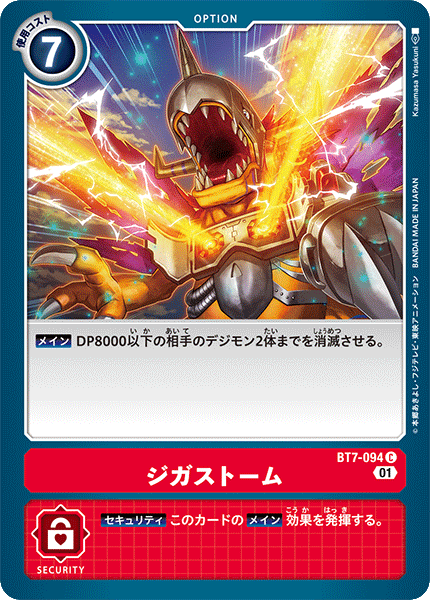 OPTION
使用コスト
7
Kazumasa Yasukuni
©本郷あきよし・フジテレビ・東映アニメーション BANDAI MADE IN JAPAN
メイン DP8000以下の相手のデジモン2体までを消滅させる。
BT7-094 C
ジガストーム
01
セキュリティ このカードの メイン 効果を発揮する。
SECURITY